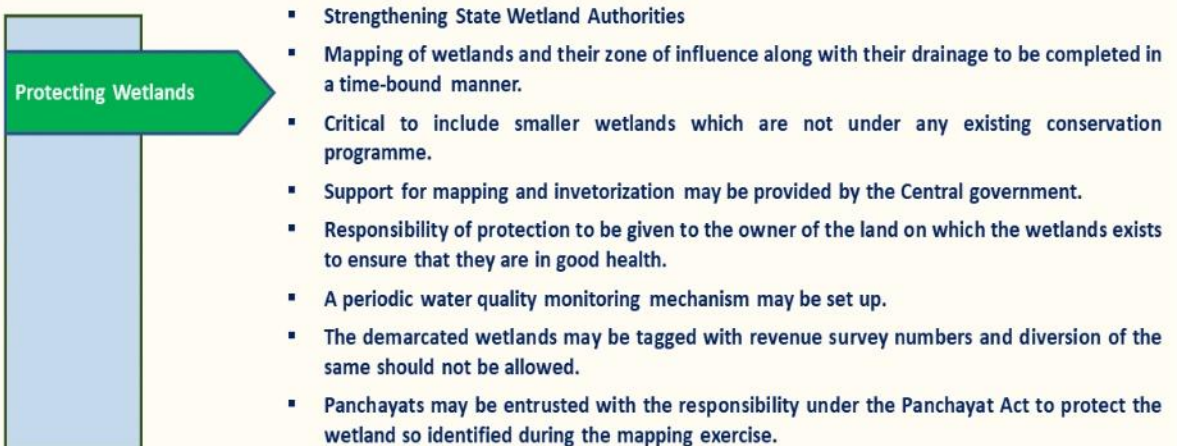 Protecting Wetlands
▪ Strengthening State Wetland Authorities
▪ Mapping of wetlands and their zone of influence along with their drainage to be completed in
a time-bound manner.
▪ Critical to include smaller wetlands which are not under any existing conservation
programme.
▪ Support for mapping and invetorization may be provided by the Central government.
▪ Responsibility of protection to be given to the owner of the land on which the wetlands exists
to ensure that they are in good health.
▪ A periodic water quality monitoring mechanism may be set up.
▪ The demarcated wetlands may be tagged with revenue survey numbers and diversion of the
same should not be allowed.
▪ Panchayats may be entrusted with the responsibility under the Panchayat Act to protect the
wetland so identified during the mapping exercise.